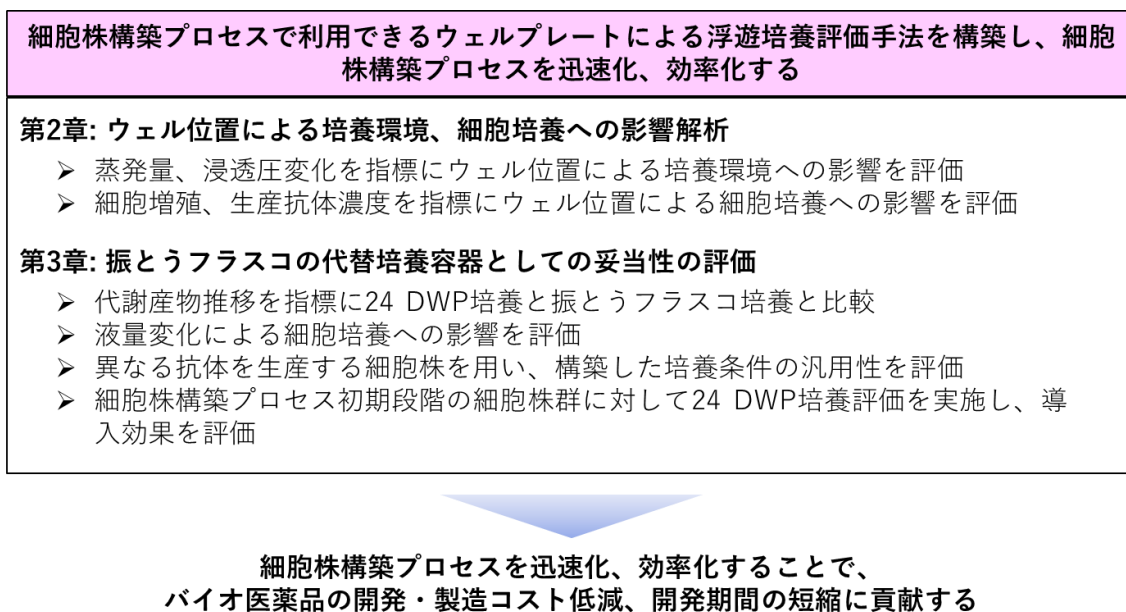 細胞株構築プロセスで利用できるウェルプレートによる浮遊培養評価手法を構築し、細胞
株構築プロセスを迅速化、効率化する
第2章: ウェル位置による培養環境、細胞培養への影響解析
➢ 蒸発量、浸透圧変化を指標にウェル位置による培養環境への影響を評価
➢ 細胞増殖、生産抗体濃度を指標にウェル位置による細胞培養への影響を評価
第3章: 振とうフラスコの代替培養容器としての妥当性の評価
➢ 代謝産物推移を指標に24 DWP培養と振とうフラスコ培養と比較
➢ 液量変化による細胞培養への影響を評価
➢ 異なる抗体を生産する細胞株を用い、構築した培養条件の汎用性を評価
➢ 細胞株構築プロセス初期段階の細胞株群に対して24 DWP培養評価を実施し、導
入効果を評価
細胞株構築プロセスを迅速化、効率化することで、
バイオ医薬品の開発・製造コスト低減、開発期間の短縮に貢献する